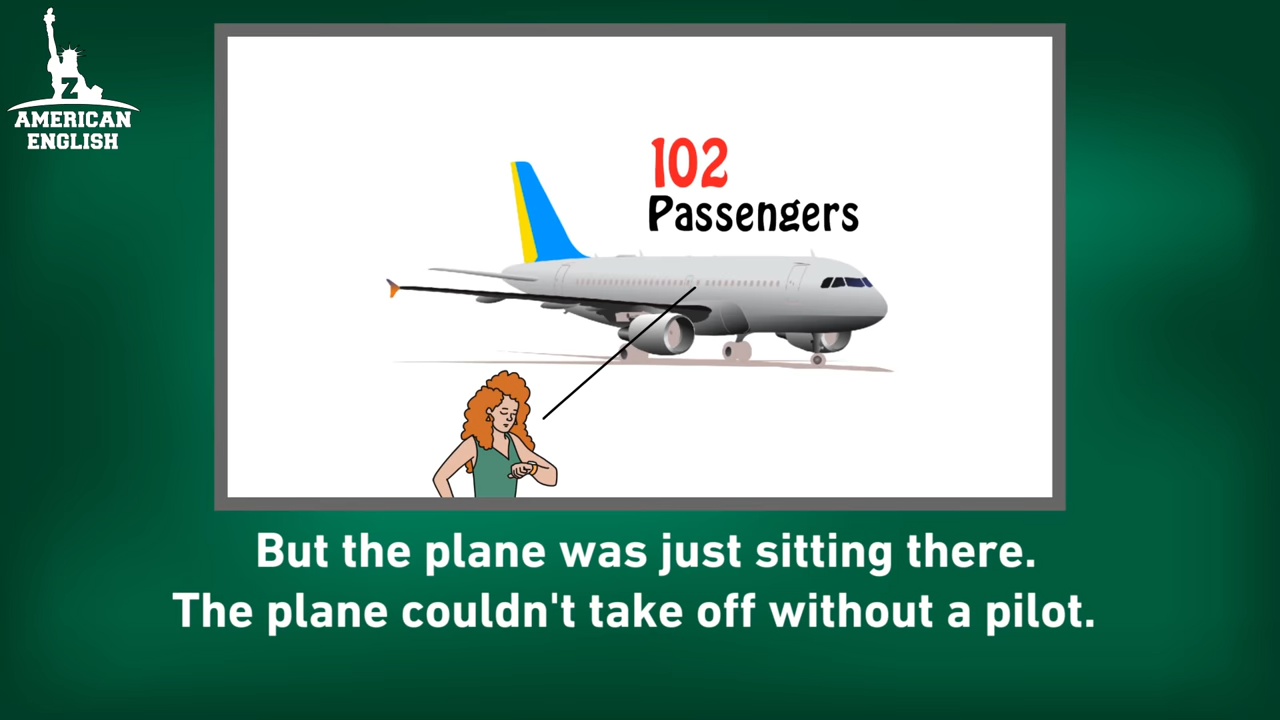 Z
AMERICAN
ENGLISH
102
Passengers
But the plane was just sitting there.
The plane couldn't take off without a pilot.